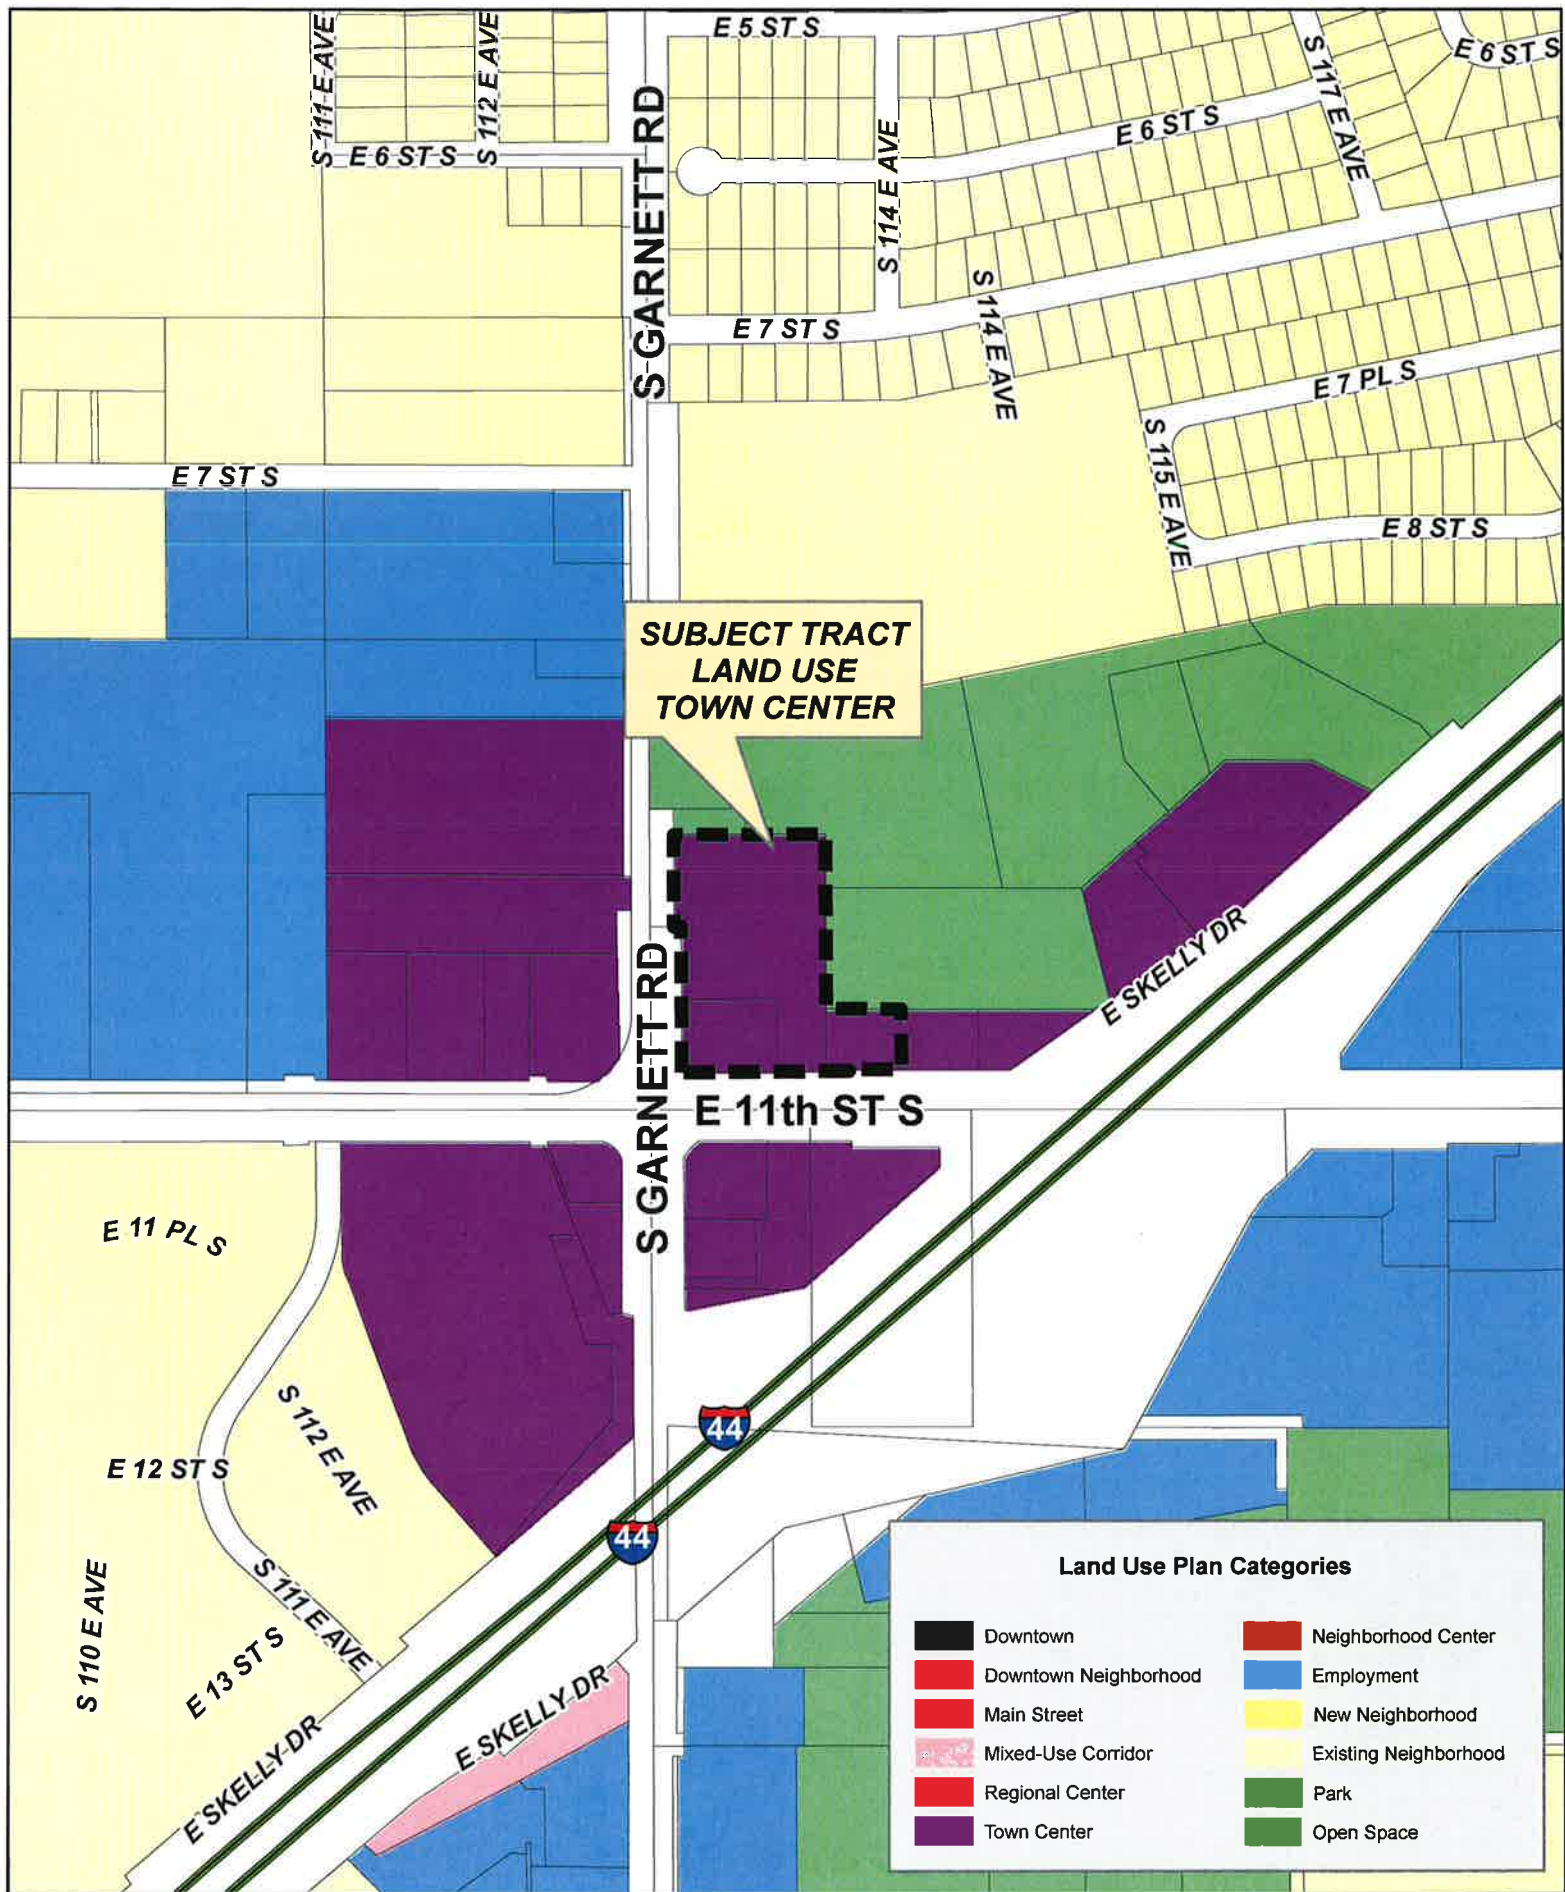 E 5 ST S
S 111 E AVE
S 112 E AVE
S 117 E AVE
E 6 ST S
E 6 ST S
E 6 ST S
S GARNETT RD
S 114 E AVE
E 7 ST S
S 114 E AVE
E 7 PL S
S 115 E AVE
E 7 ST S
E 8 ST S
SUBJECT TRACT
LAND USE
TOWN CENTER
E SKELLY DR
S GARNETT RD
E 11th ST S
E 11 PL S
S 112 E AVE
E 12 ST S
44
44
S 110 E AVE
S 111 E AVE
E 13 ST S
E SKELLY DR
E SKELLY DR
Land Use Plan Categories
Downtown
Downtown Neighborhood
Main Street
Mixed-Use Corridor
Regional Center
Town Center
Neighborhood Center
Employment
New Neighborhood
Existing Neighborhood
Park
Open Space